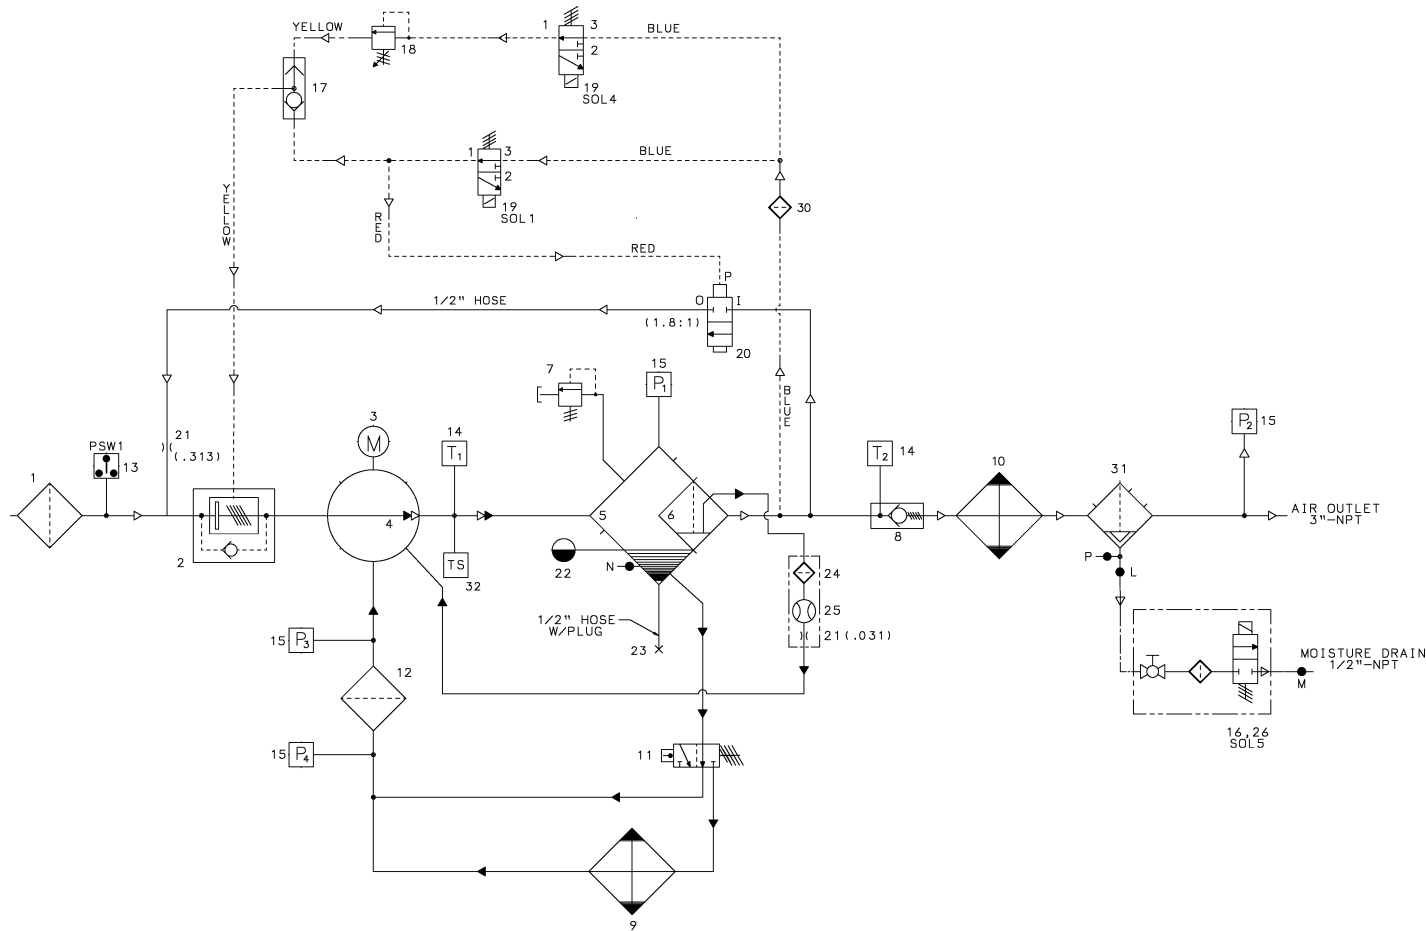 YELLOW
18
1
3
2
BLUE
19
SOL4
17
1
3
2
BLUE
19
SOL1
30
YELLOW
RED
RED
P
O
I
1/2" HOSE
(1.8:1)
20
BLUE
7
15
P1
3
M
14
T1
PSW1
13
21
(.313)
1
2
4
5
6
14
T2
8
10
31
P2
15
AIR OUTLET
3"-NPT
TS
32
22
N
P
L
24
25
21(.031)
1/2" HOSE
W/PLUG
23
15
P3
12
15
P4
11
MOISTURE DRAIN
1/2"-NPT
M
16,26
SOL5
9